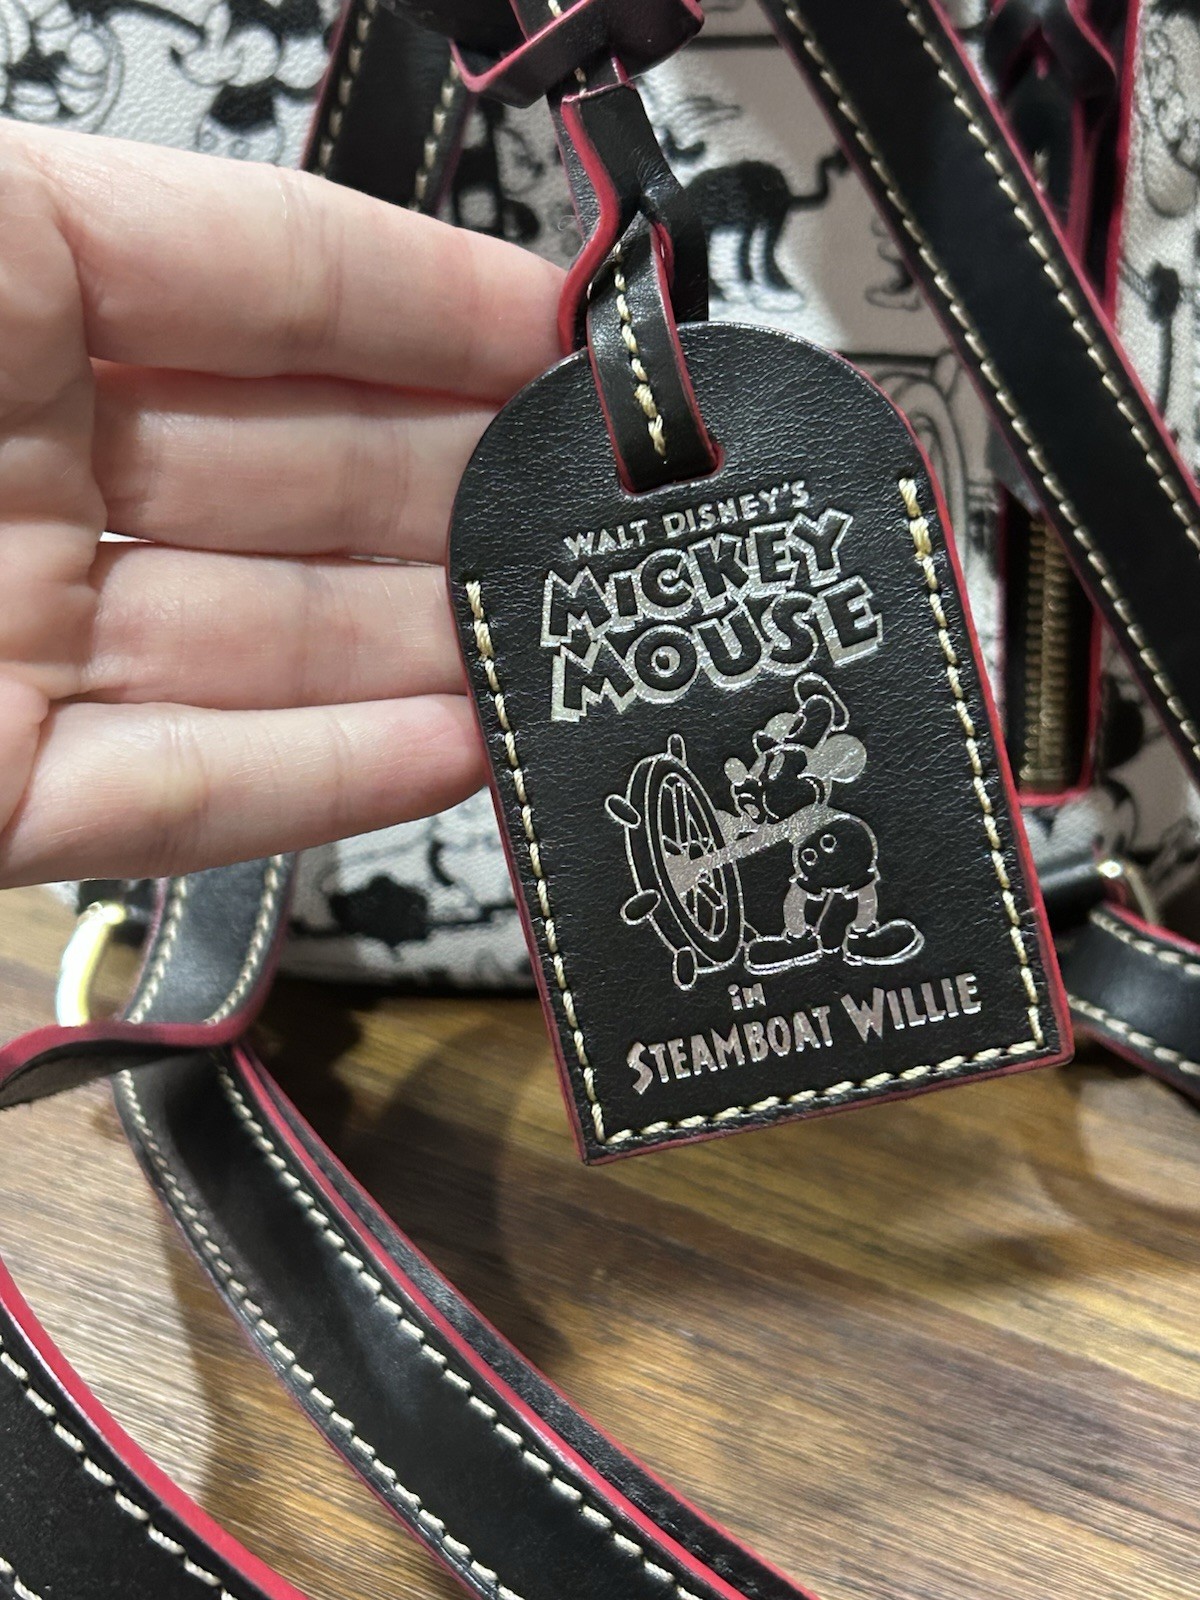 WALT DISNEY'S
MiCKEY
MOUSE
iN
STEAMBOAT WILLIE